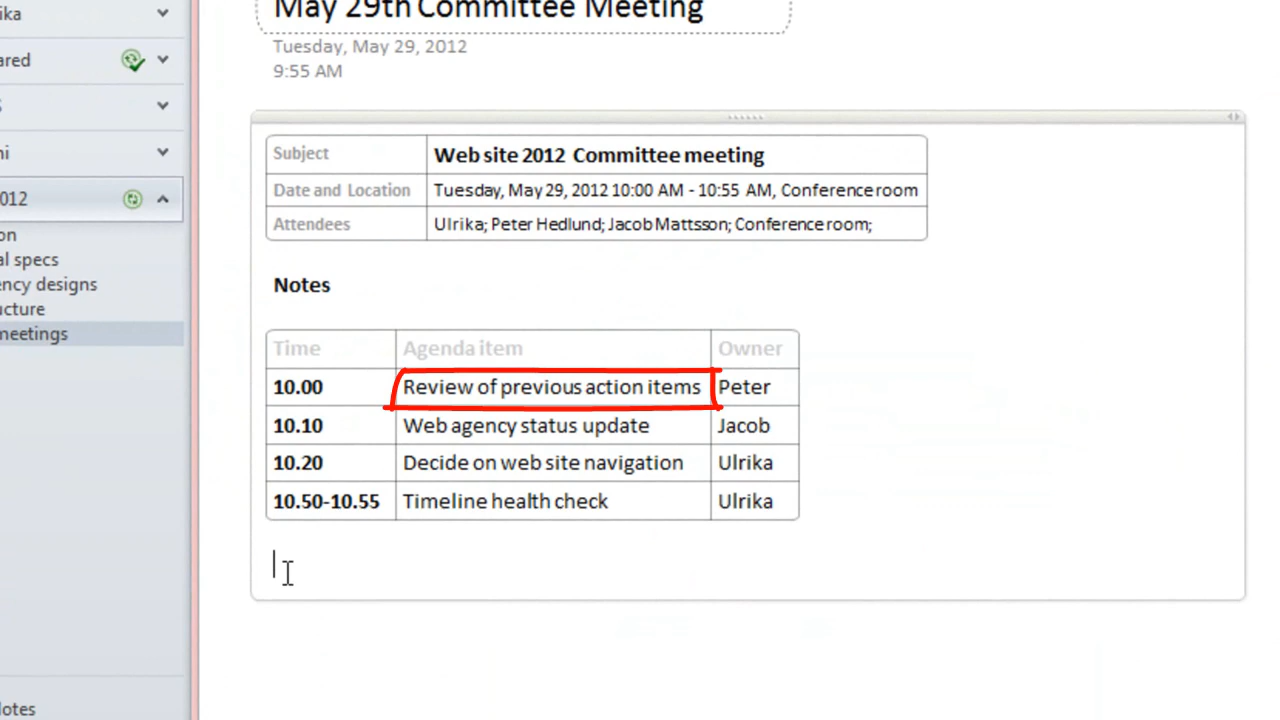 May 29th Committee Meeting
Tuesday, May 29, 2012
9:55 AM
Subject Web site 2012 Committee meeting
Date and Location Tuesday, May 29, 2012 10:00 AM - 10:55 AM, Conference room
Attendees Ulrika; Peter Hedlund; Jacob Mattsson; Conference room;
Notes
Time Agenda item Owner
10.00 Review of previous action items Peter
10.10 Web agency status update Jacob
10.20 Decide on web site navigation Ulrika
10.50-10.55 Timeline health check Ulrika
ika
ared
ni
012
on
al specs
ency designs
ucture
meetings
lotes